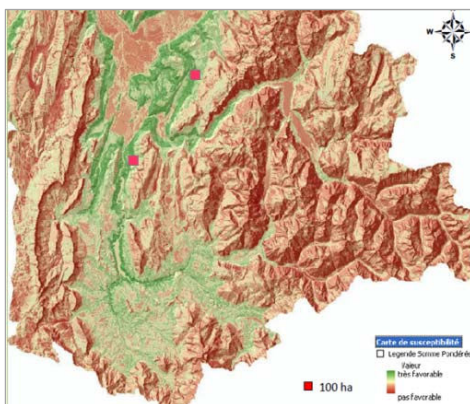 W
S
Carte de susceptibilité
Legende Somme Pondérée
Valeur
très favorable
pas favorable
100 ha